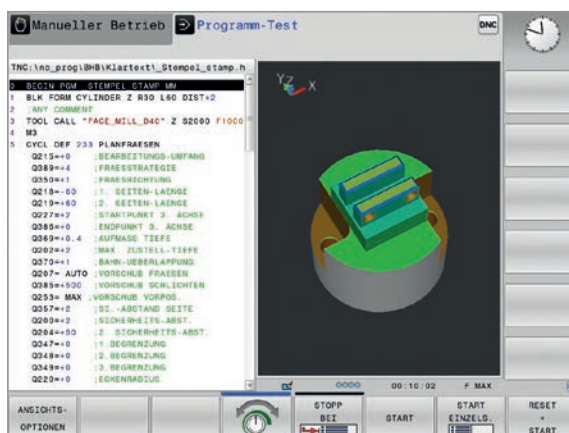 Manueller Betrieb
Programm-Test
DNC
TNC:\nc_prog\BHB\Klartext\_Stempel_stamp.h
0 BEGIN PGM _STEMPEL_STAMP MM
1 BLK FORM CYLINDER Z R30 L60 DIST+2
2 ;ANY COMMENT
3 TOOL CALL "FACE_MILL_D40" Z S2000 F1000
4 M3
5 CYCL DEF 233 PLANFRAESEN
Q215=+0 ;BEARBEITUNGS-UMFANG
Q389=+4 ;FRAESSTRATEGIE
Q350=+1 ;FRAESRICHTUNG
Q218=-60 ;1. SEITEN-LAENGE
Q219=+60 ;2. SEITEN-LAENGE
Q227=+2 ;STARTPUNKT 3. ACHSE
Q386=+0 ;ENDPUNKT 3. ACHSE
Q369=+0.4 ;AUFMASS TIEFE
Q202=+2 ;MAX. ZUSTELL-TIEFE
Q370=+1 ;BAHN-UEBERLAPPUNG
Q207= AUTO ;VORSCHUB FRAESEN
Q385=+500 ;VORSCHUB SCHLICHTEN
Q253= MAX ;VORSCHUB VORPOS.
Q357=+2 ;SI.-ABSTAND SEITE
Q200=+2 ;SICHERHEITS-ABST.
Q204=+50 ;2. SICHERHEITS-ABST.
Q347=+0 ;1.BEGRENZUNG
Q348=+0 ;2.BEGRENZUNG
Q349=+0 ;3.BEGRENZUNG
Q220=+0 ;ECKENRADIUS
Y Z X
00:10:02 F MAX
ANSICHTS-
OPTIONEN
STOPP
BEI
START
START
EINZELS.
RESET
+
START